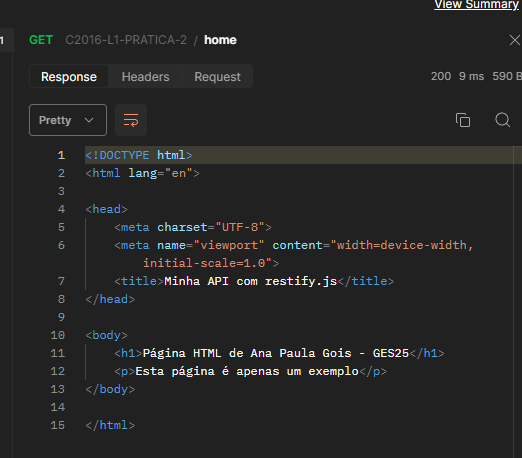 View Summary
1
GET C2016-L1-PRATICA-2 / home
Response Headers Request 200 9 ms 590 B
Pretty
1 <!DOCTYPE html>
2 <html lang="en">
3
4 <head>
5 <meta charset="UTF-8">
6 <meta name="viewport" content="width=device-width,
initial-scale=1.0">
7 <title>Minha API com restify.js</title>
8 </head>
9
10 <body>
11 <h1>Página HTML de Ana Paula Gois - GES25</h1>
12 <p>Esta página é apenas um exemplo</p>
13 </body>
14
15 </html>